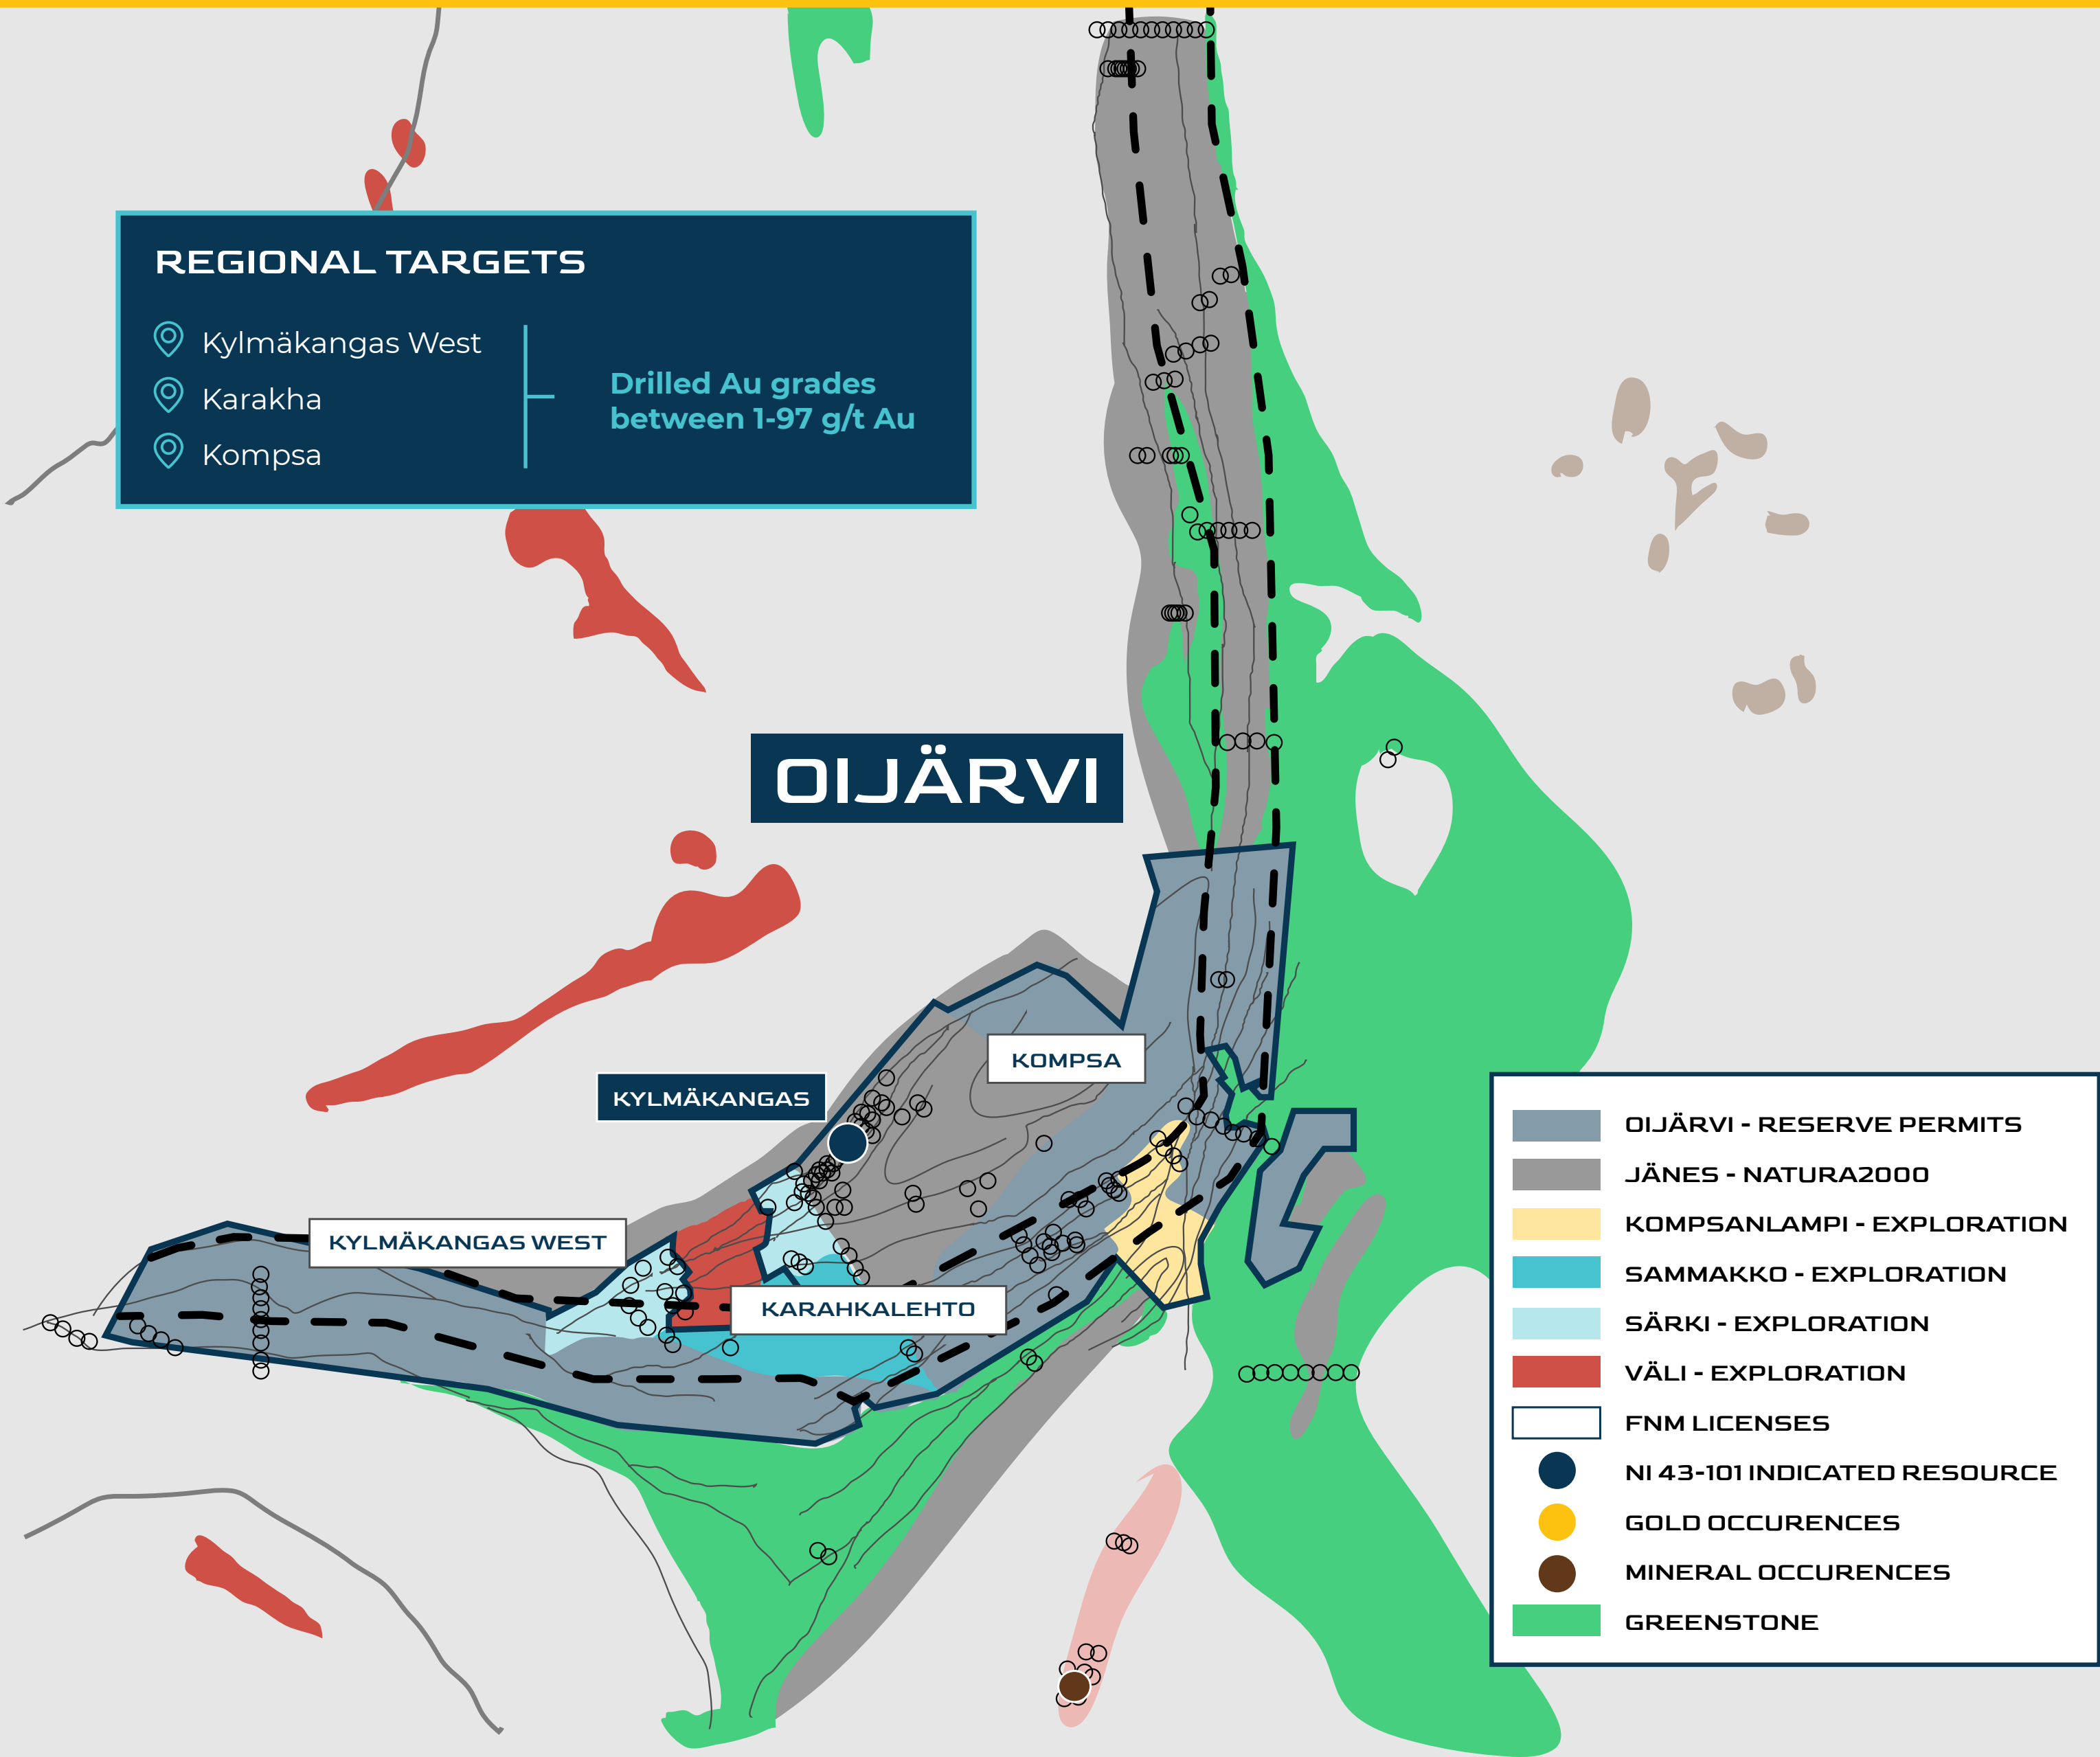 REGIONAL TARGETS
Kylmäkangas West
Karakha
Kompsa
Drilled Au grades
between 1-97 g/t Au
OIJÄRVI
KOMPSA
KYLMÄKANGAS
KYLMÄKANGAS WEST
KARAHKALEHTO
OIJÄRVI - RESERVE PERMITS
JÄNES - NATURA2000
KOMPSANLAMPI - EXPLORATION
SAMMAKKO - EXPLORATION
SÄRKI - EXPLORATION
VÄLI - EXPLORATION
FNM LICENSES
NI 43-101 INDICATED RESOURCE
GOLD OCCURENCES
MINERAL OCCURENCES
GREENSTONE